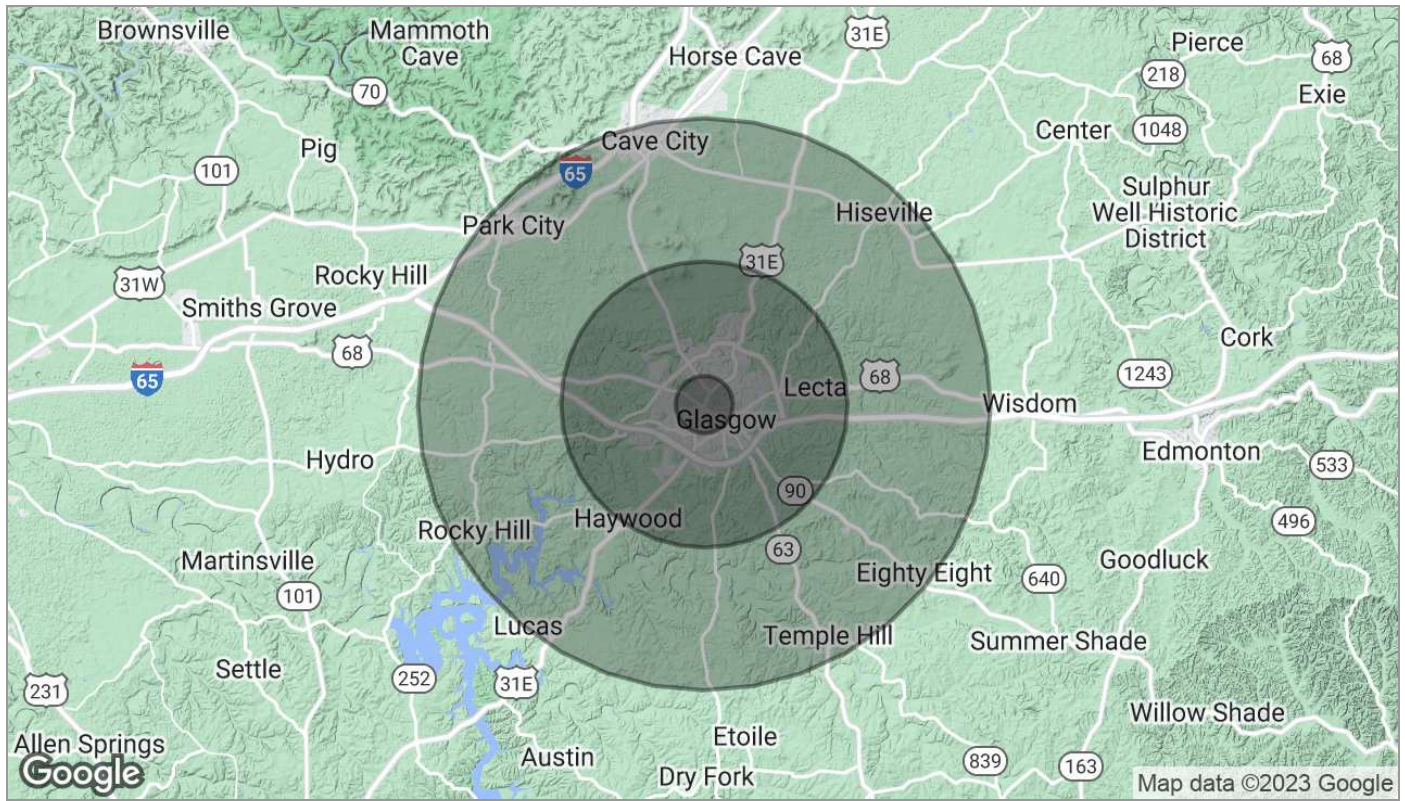 Brownsville
Mammoth
Cave
31E
Horse Cave
Pierce
68
218
70
Exie
Center
1048
Cave City
Pig
101
65
Sulphur
Well Historic
District
Hiseville
Park City
31E
Rocky Hill
31W
Smiths Grove
Cork
68
65
Lecta
68
1243
Wisdom
Glasgow
Edmonton
Hydro
533
90
Haywood
Rocky Hill
496
63
Martinsville
Goodluck
Eighty Eight
640
101
Lucas
Temple Hill
Summer Shade
Settle
252
31E
231
Willow Shade
Allen Springs
Etoile
Austin
Dry Fork
839
163
Google
Map data ©2023 Google